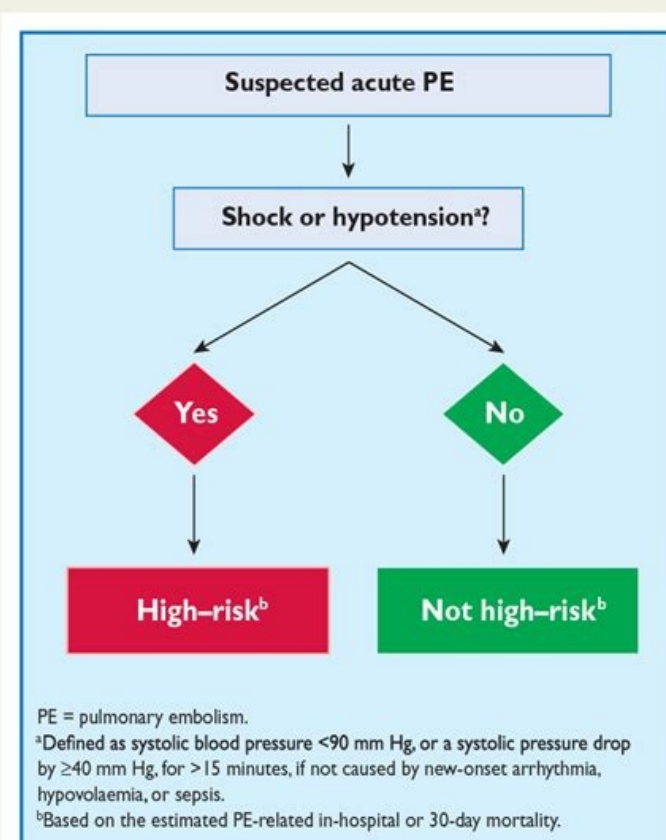 Suspected acute PE
Shock or hypotensionᵃ?
Yes
No
High–riskᵇ
Not high–riskᵇ
PE = pulmonary embolism.
ᵃDefined as systolic blood pressure <90 mm Hg, or a systolic pressure drop
by ≥40 mm Hg, for >15 minutes, if not caused by new-onset arrhythmia,
hypovolaemia, or sepsis.
ᵇBased on the estimated PE-related in-hospital or 30-day mortality.